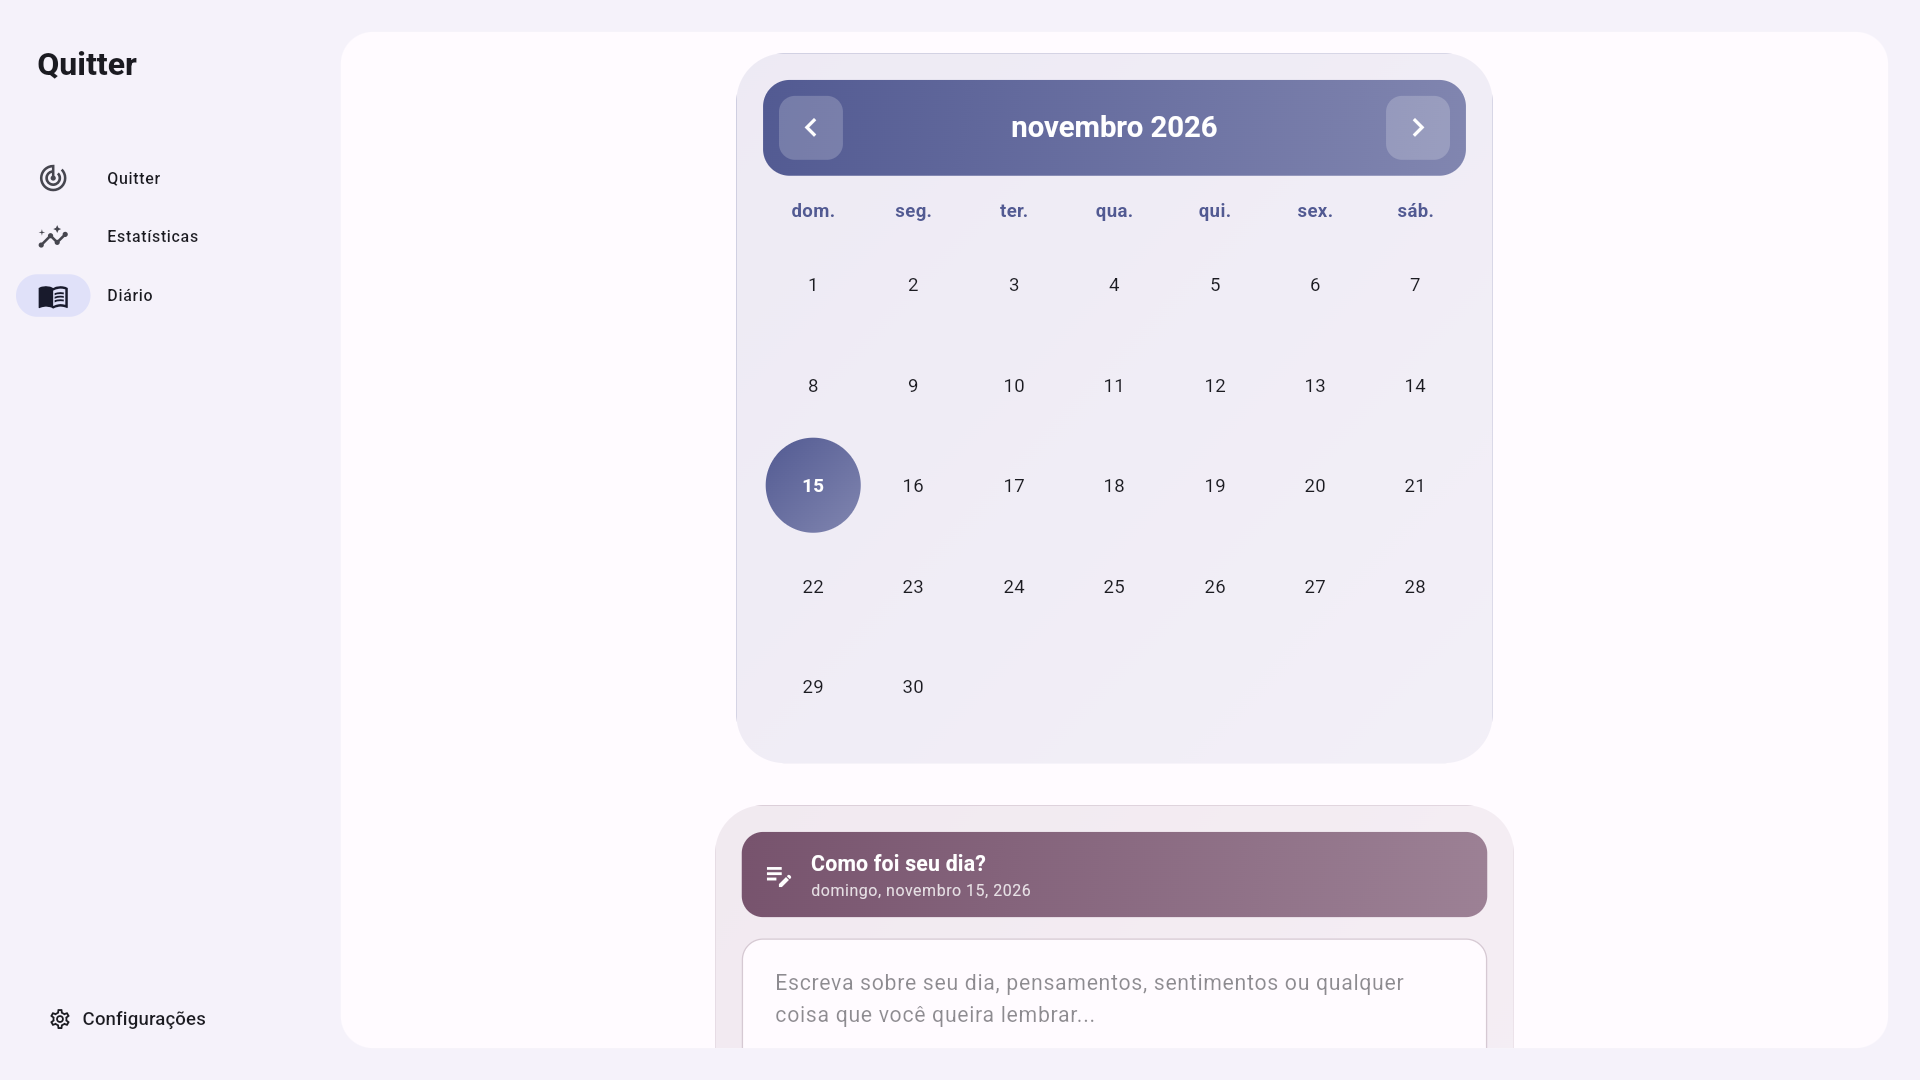 Quitter
Quitter
Estatísticas
Diário
Configurações
novembro 2026
dom. seg. ter. qua. qui. sex. sáb.
1 2 3 4 5 6 7
8 9 10 11 12 13 14
15 16 17 18 19 20 21
22 23 24 25 26 27 28
29 30
Como foi seu dia?
domingo, novembro 15, 2026
Escreva sobre seu dia, pensamentos, sentimentos ou qualquer
coisa que você queira lembrar...